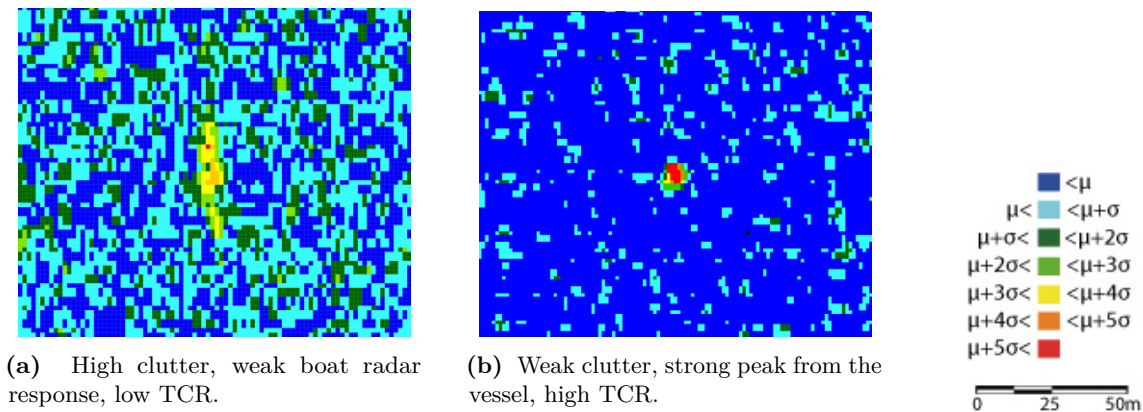 (a) High clutter, weak boat radar
response, low TCR.
(b) Weak clutter, strong peak from the
vessel, high TCR.
<μ
μ< <μ+σ
μ+σ< <μ+2σ
μ+2σ< <μ+3σ
μ+3σ< <μ+4σ
μ+4σ< <μ+5σ
μ+5σ<
0 25 50m